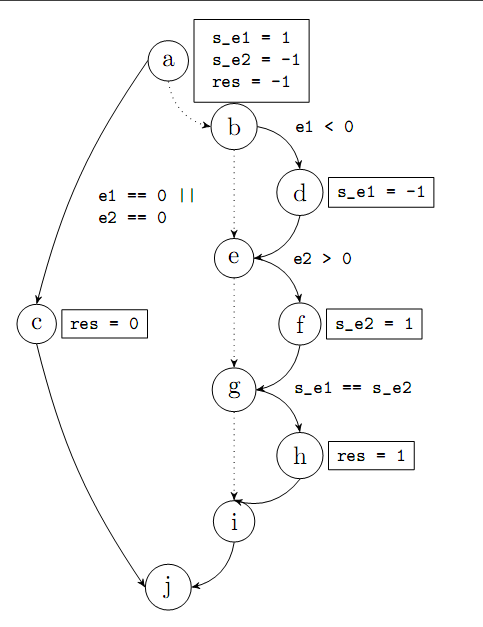 s_e1 = 1
a
s_e2 = -1
res = -1
b
e1 < 0
d
s_e1 = -1
e1 == 0 ||
e2 == 0
e
e2 > 0
c
res = 0
f
s_e2 = 1
g
s_e1 == s_e2
h
res = 1
i
j